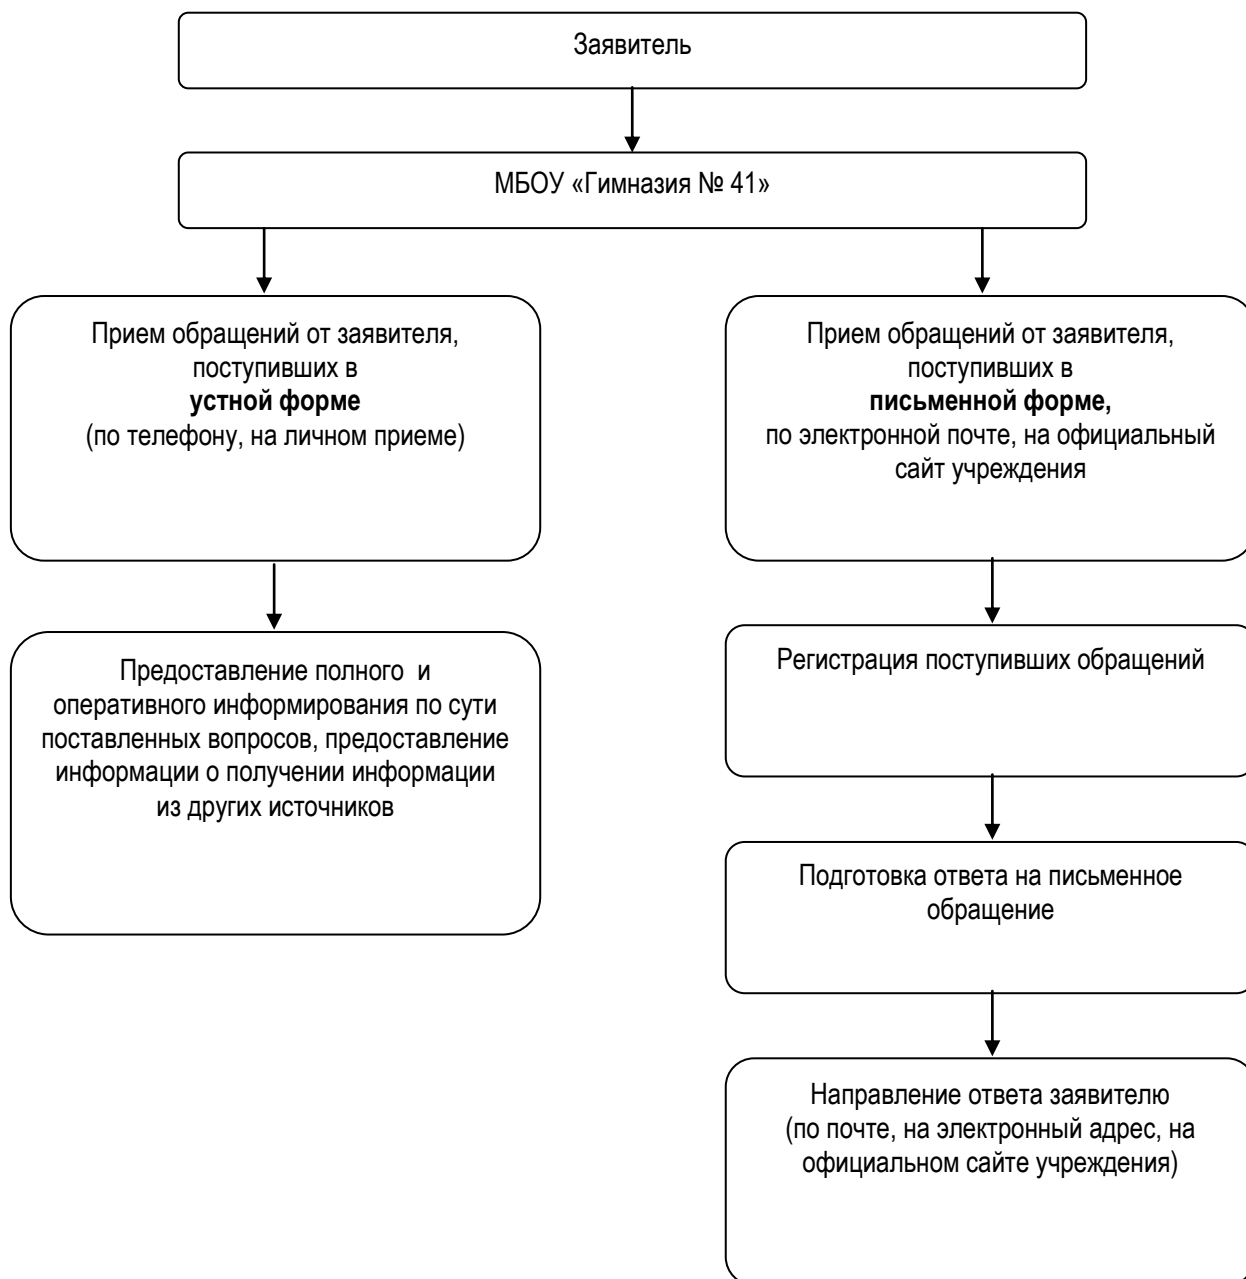 Заявитель
МБОУ «Гимназия № 41»
Прием обращений от заявителя,
поступивших в
устной форме
(по телефону, на личном приеме)
Прием обращений от заявителя,
поступивших в
письменной форме,
по электронной почте, на официальный
сайт учреждения
Предоставление полного и
оперативного информирования по сути
поставленных вопросов, предоставление
информации о получении информации
из других источников
Регистрация поступивших обращений
Подготовка ответа на письменное
обращение
Направление ответа заявителю
(по почте, на электронный адрес, на
официальном сайте учреждения)